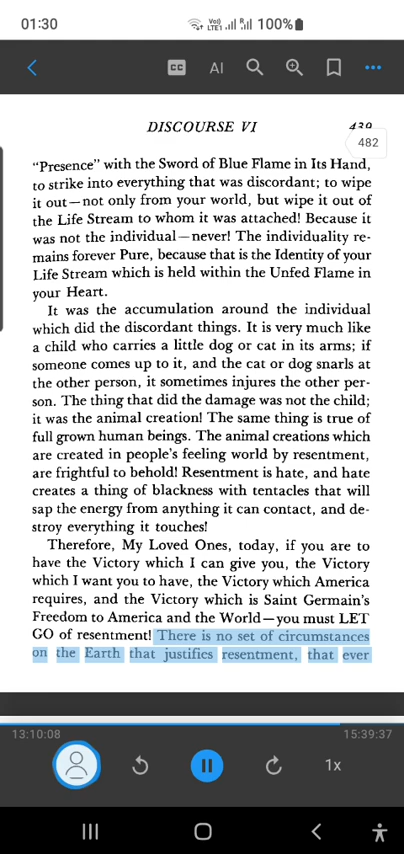 01:30
Vo)) LTE1 R 100%
CC AI
DISCOURSE VI 439
482
“Presence” with the Sword of Blue Flame in Its Hand,
to strike into everything that was discordant; to wipe
it out—not only from your world, but wipe it out of
the Life Stream to whom it was attached! Because it
was not the individual—never! The individuality re-
mains forever Pure, because that is the Identity of your
Life Stream which is held within the Unfed Flame in
your Heart.
It was the accumulation around the individual
which did the discordant things. It is very much like
a child who carries a little dog or cat in its arms; if
someone comes up to it, and the cat or dog snarls at
the other person, it sometimes injures the other per-
son. The thing that did the damage was not the child;
it was the animal creation! The same thing is true of
full grown human beings. The animal creations which
are created in people’s feeling world by resentment,
are frightful to behold! Resentment is hate, and hate
creates a thing of blackness with tentacles that will
sap the energy from anything it can contact, and de-
stroy everything it touches!
Therefore, My Loved Ones, today, if you are to
have the Victory which I can give you, the Victory
which I want you to have, the Victory which America
requires, and the Victory which is Saint Germain’s
Freedom to America and the World—you must LET
GO of resentment! There is no set of circumstances
on the Earth that justifies resentment, that ever
13:10:08 15:39:37
1x